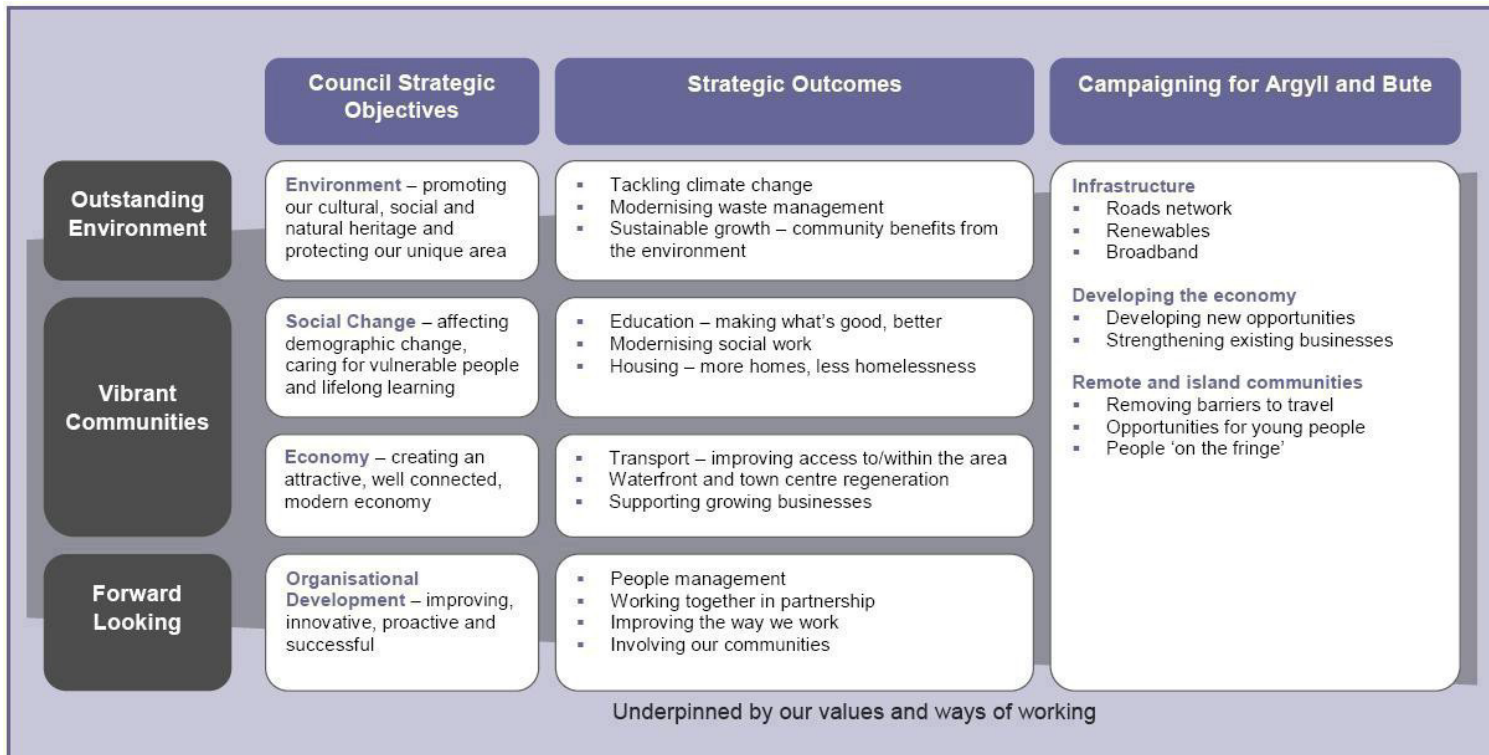 Council Strategic
Objectives
Strategic Outcomes
Campaigning for Argyll and Bute
Outstanding
Environment
Environment – promoting
our cultural, social and
natural heritage and
protecting our unique area
▪ Tackling climate change
▪ Modernising waste management
▪ Sustainable growth – community benefits from
the environment
Vibrant
Communities
Social Change – affecting
demographic change,
caring for vulnerable people
and lifelong learning
▪ Education – making what's good, better
▪ Modernising social work
▪ Housing – more homes, less homelessness
Economy – creating an
attractive, well connected,
modern economy
▪ Transport – improving access to/within the area
▪ Waterfront and town centre regeneration
▪ Supporting growing businesses
Forward
Looking
Organisational
Development – improving,
innovative, proactive and
successful
▪ People management
▪ Working together in partnership
▪ Improving the way we work
▪ Involving our communities
Infrastructure
▪ Roads network
▪ Renewables
▪ Broadband
Developing the economy
▪ Developing new opportunities
▪ Strengthening existing businesses
Remote and island communities
▪ Removing barriers to travel
▪ Opportunities for young people
▪ People ‘on the fringe’
Underpinned by our values and ways of working